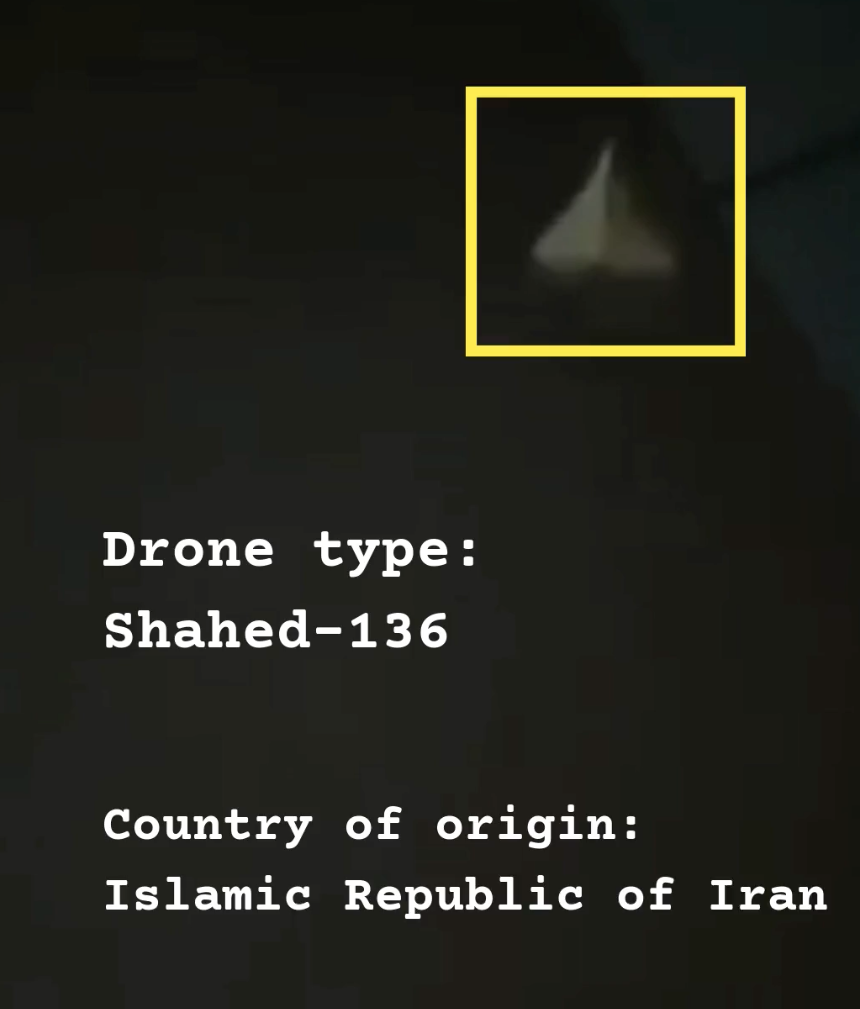 Drone type:
Shahed-136
Country of origin:
Islamic Republic of Iran